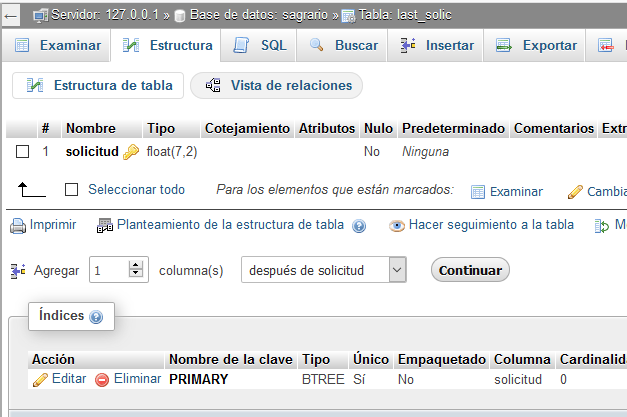 Servidor: 127.0.0.1 » Base de datos: sagrario » Tabla: last_solic
Examinar Estructura SQL Buscar Insertar Exportar
Estructura de tabla Vista de relaciones
# Nombre Tipo Cotejamiento Atributos Nulo Predeterminado Comentarios Extr
1 solicitud float(7,2) No Ninguna
Seleccionar todo Para los elementos que están marcados: Examinar Cambia
Imprimir Planteamiento de la estructura de tabla Hacer seguimiento a la tabla M
Agregar 1 columna(s) después de solicitud Continuar
Índices
Acción Nombre de la clave Tipo Único Empaquetado Columna Cardinalida
Editar Eliminar PRIMARY BTREE Sí No solicitud 0